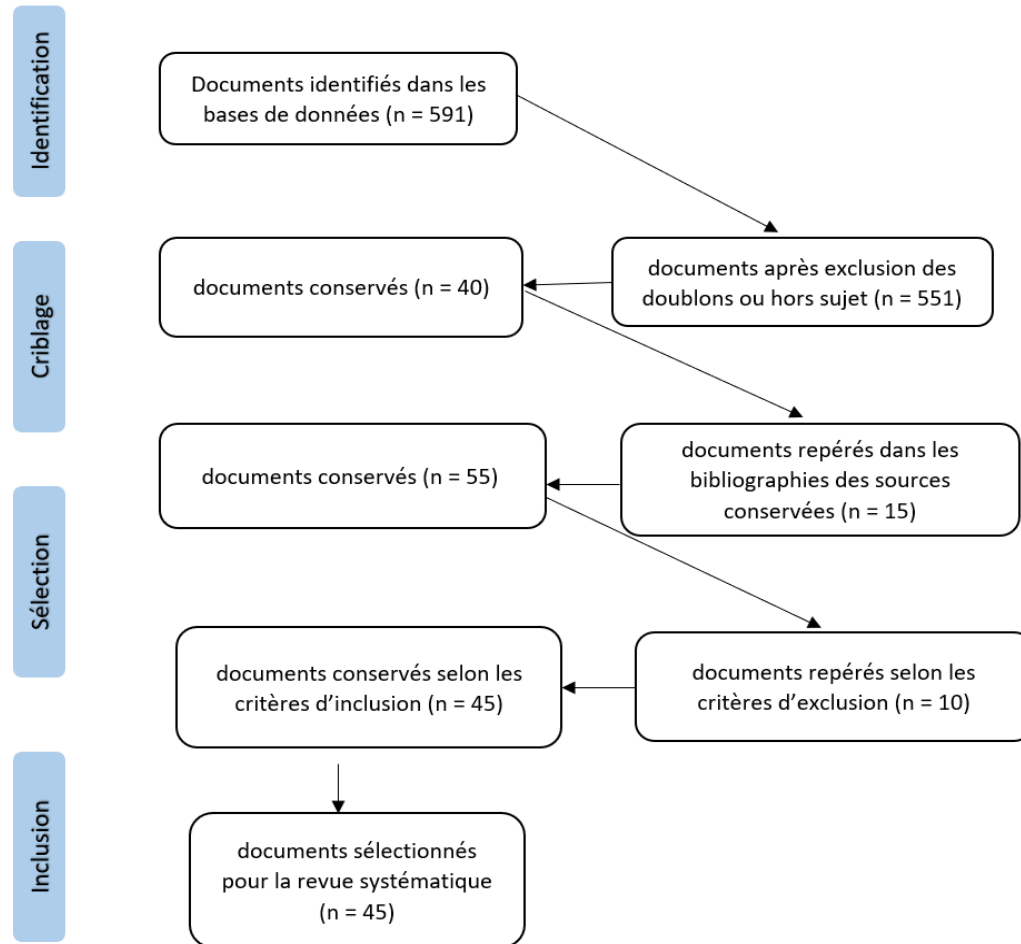 Identification
Documents identifiés dans les
bases de données (n = 591)
Criblage
documents conservés (n = 40)
documents après exclusion des
doublons ou hors sujet (n = 551)
documents conservés (n = 55)
documents repérés dans les
bibliographies des sources
conservées (n = 15)
Sélection
documents conservés selon les
critères d’inclusion (n = 45)
documents repérés selon les
critères d’exclusion (n = 10)
Inclusion
documents sélectionnés
pour la revue systématique
(n = 45)